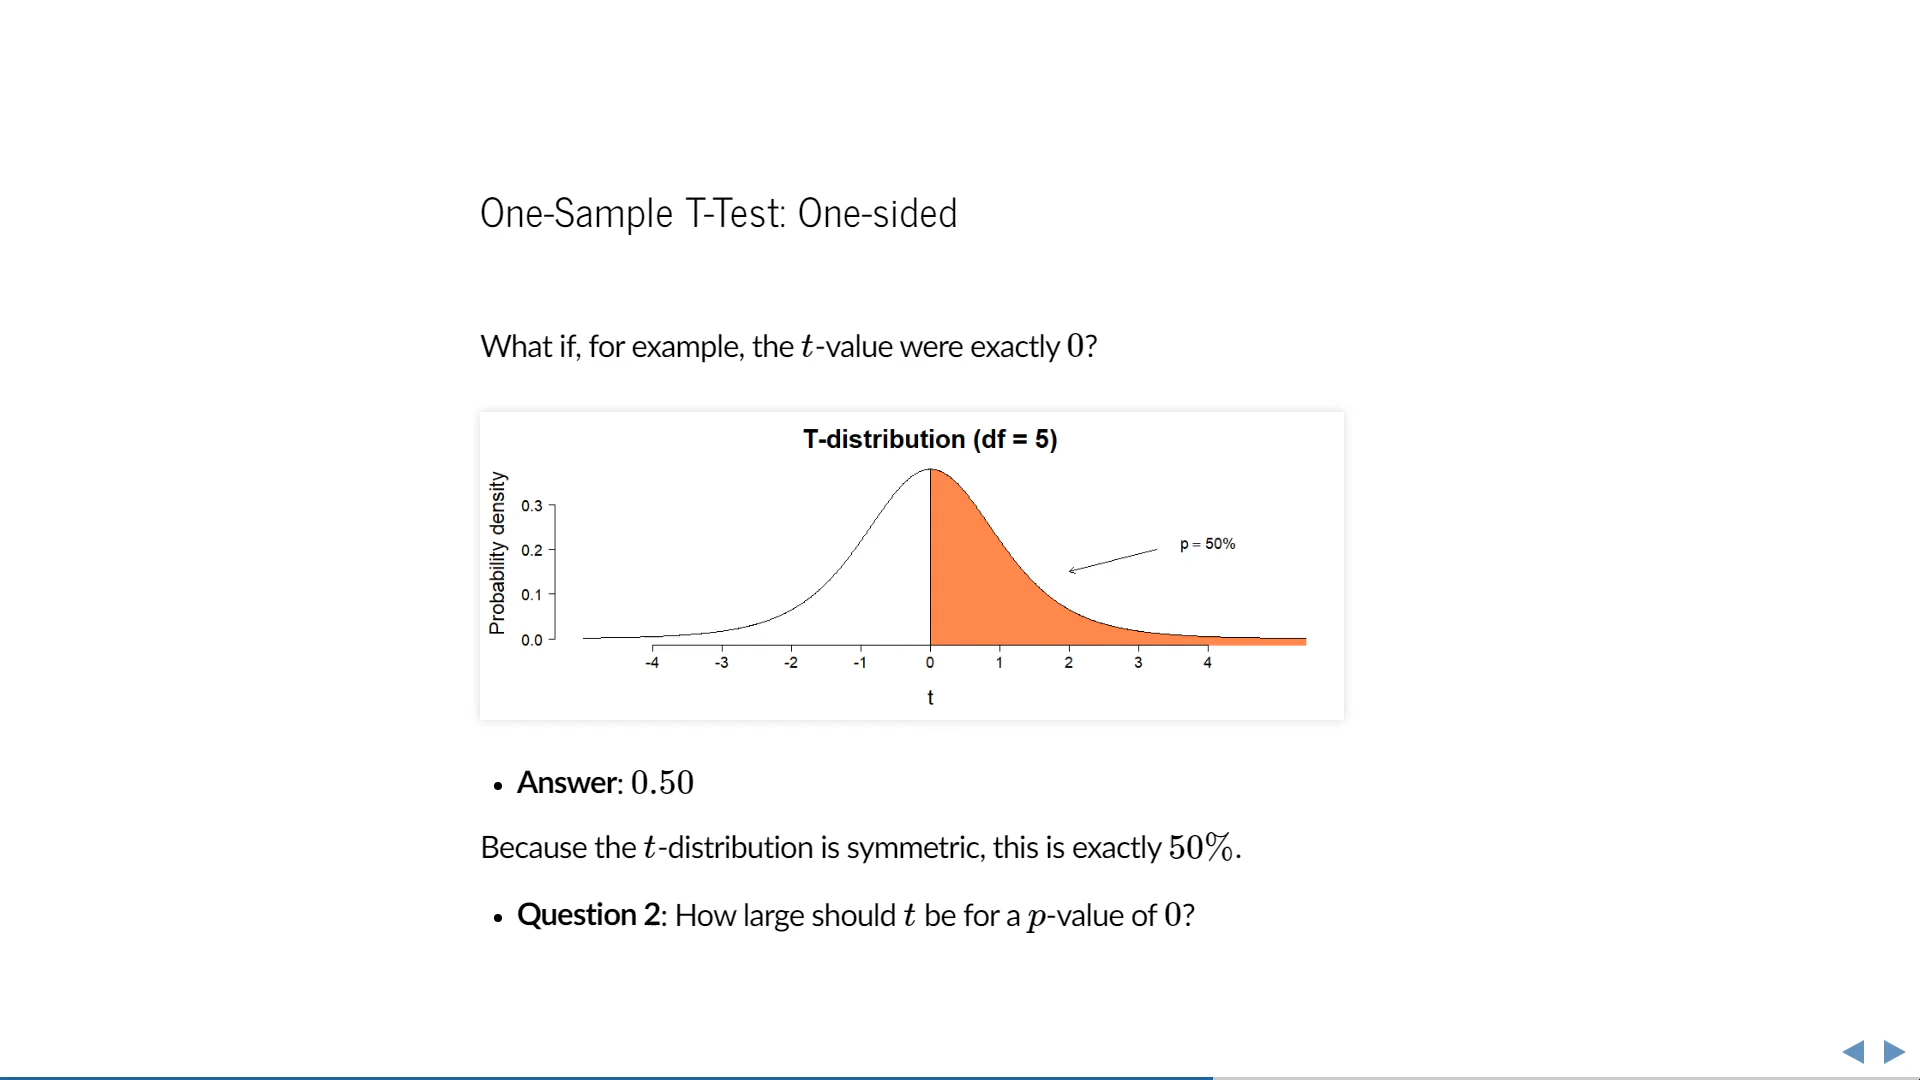 One-Sample T-Test: One-sided
What if, for example, the t-value were exactly 0?
T-distribution (df = 5)
Probability density
0.3
0.2
0.1
0.0
p = 50%
-4 -3 -2 -1 0 1 2 3 4
t
• Answer: 0.50
Because the t-distribution is symmetric, this is exactly 50%.
• Question 2: How large should t be for a p-value of 0?